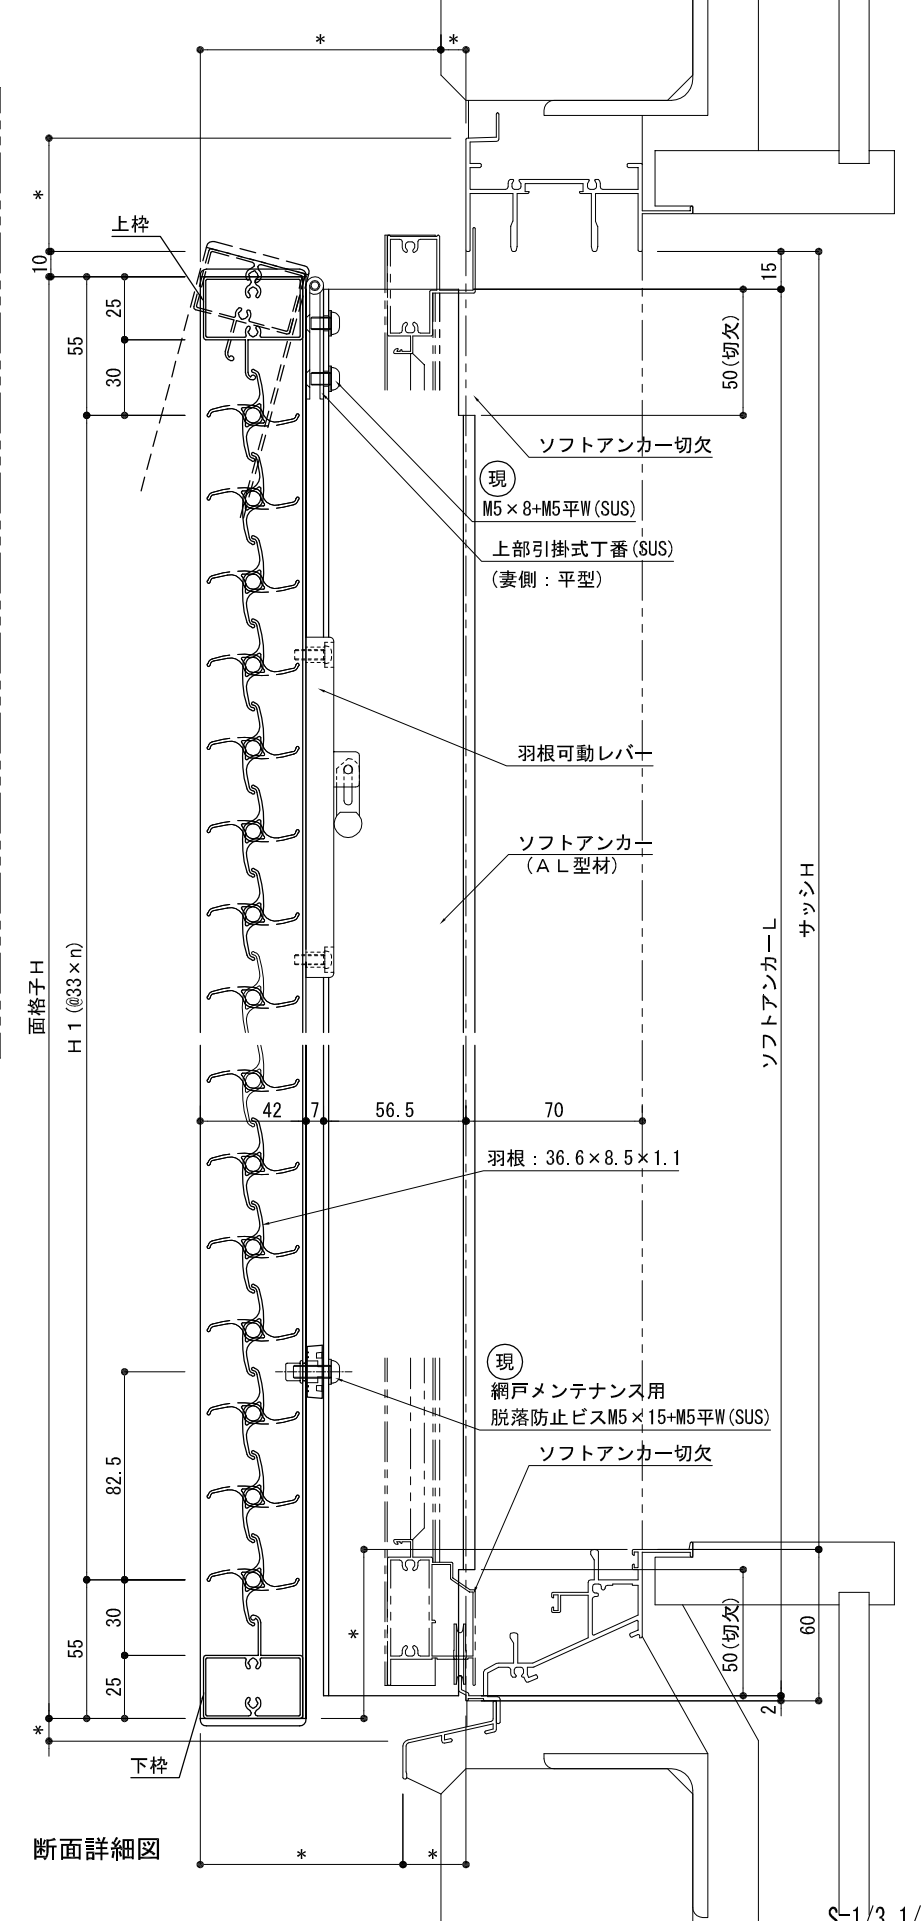 *
*
*
10
上枠
25
55
30
15
50(切欠)
ソフトアンカー切欠
現
M5×8+M5平W(SUS)
上部引掛式丁番(SUS)
(妻側：平型)
羽根可動レバー
ソフトアンカー
(ＡＬ型材)
サッシH
ソフトアンカーL
面格子H
H1(@33×n)
42
7
56.5
70
羽根：36.6×8.5×1.1
現
網戸メンテナンス用
脱落防止ビスM5×15+M5平W(SUS)
ソフトアンカー切欠
82.5
30
55
25
*
*
50(切欠)
60
2
下枠
断面詳細図
*
*